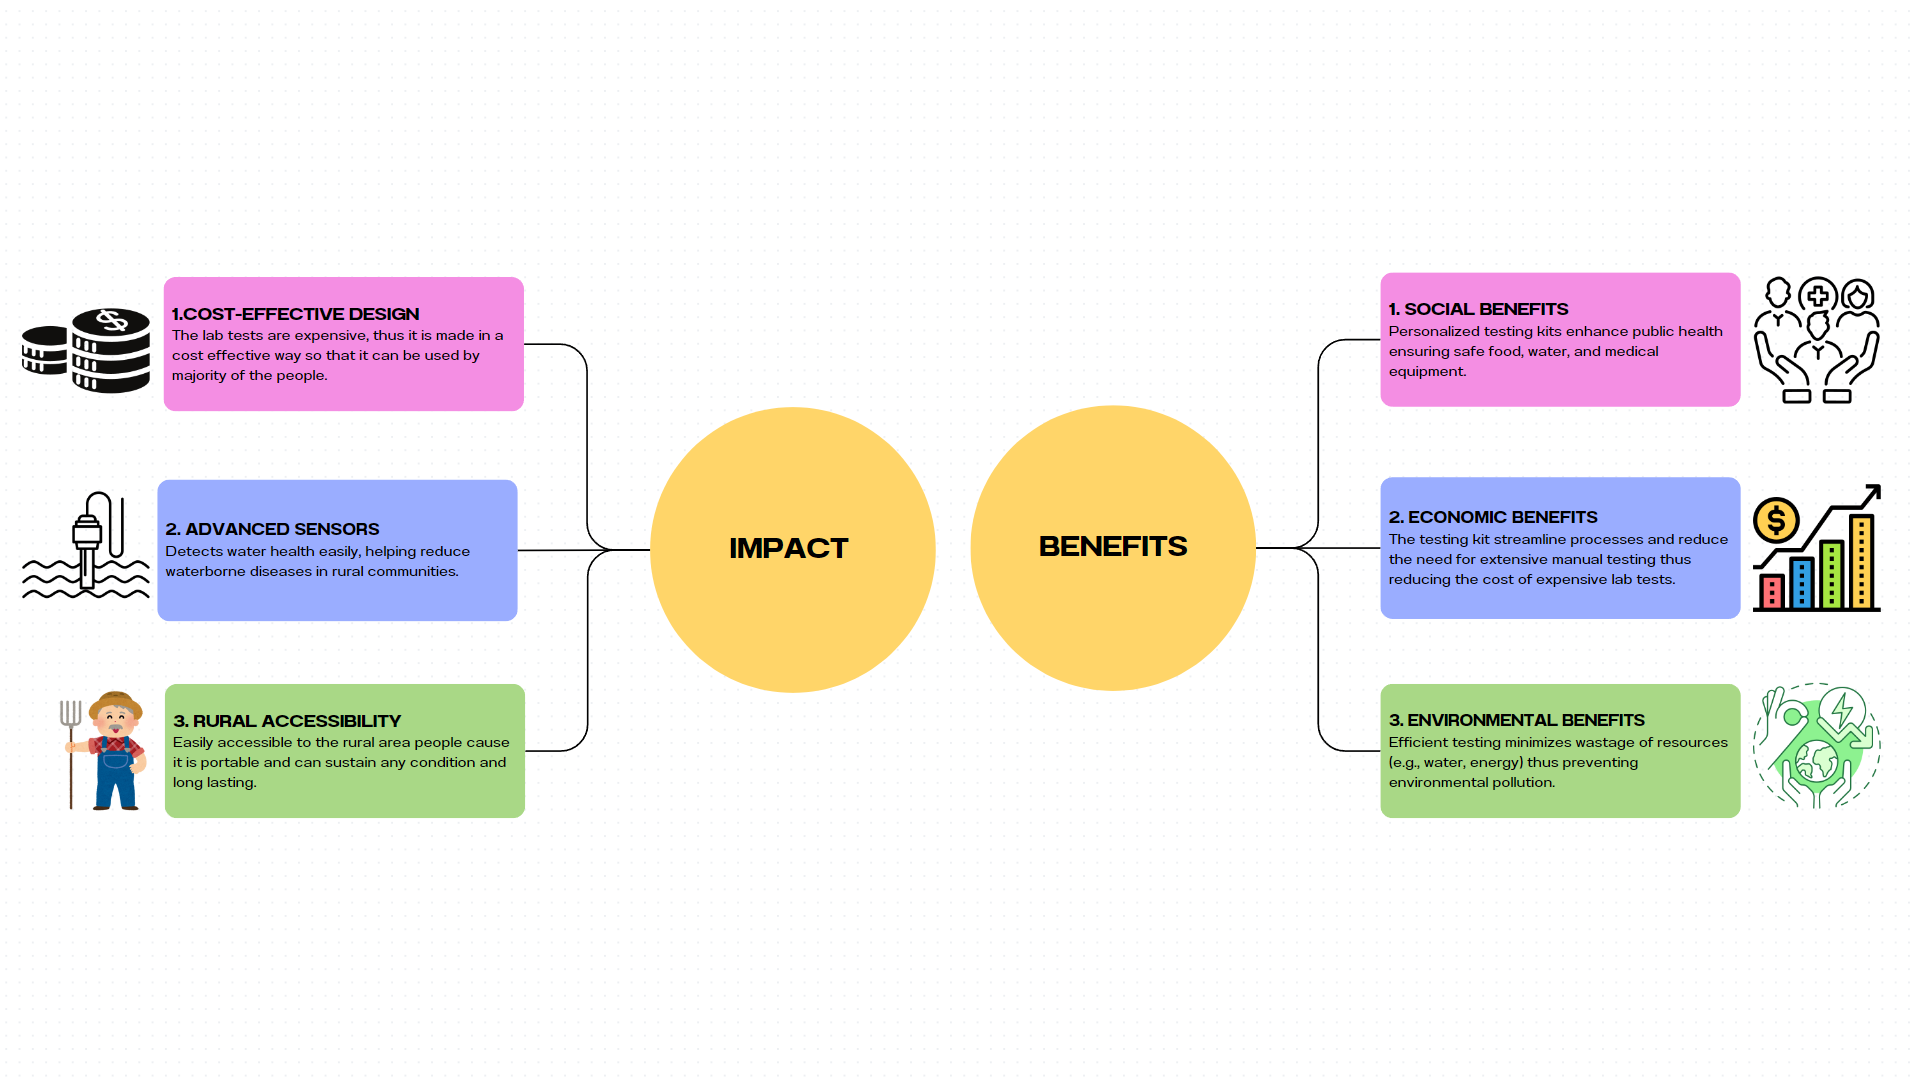 1.COST-EFFECTIVE DESIGN
The lab tests are expensive, thus it is made in a
cost effective way so that it can be used by
majority of the people.
2. ADVANCED SENSORS
Detects water health easily, helping reduce
waterborne diseases in rural communities.
3. RURAL ACCESSIBILITY
Easily accessible to the rural area people cause
it is portable and can sustain any condition and
long lasting.
IMPACT
BENEFITS
1. SOCIAL BENEFITS
Personalized testing kits enhance public health
ensuring safe food, water, and medical
equipment.
2. ECONOMIC BENEFITS
The testing kit streamline processes and reduce
the need for extensive manual testing thus
reducing the cost of expensive lab tests.
3. ENVIRONMENTAL BENEFITS
Efficient testing minimizes wastage of resources
(e.g., water, energy) thus preventing
environmental pollution.